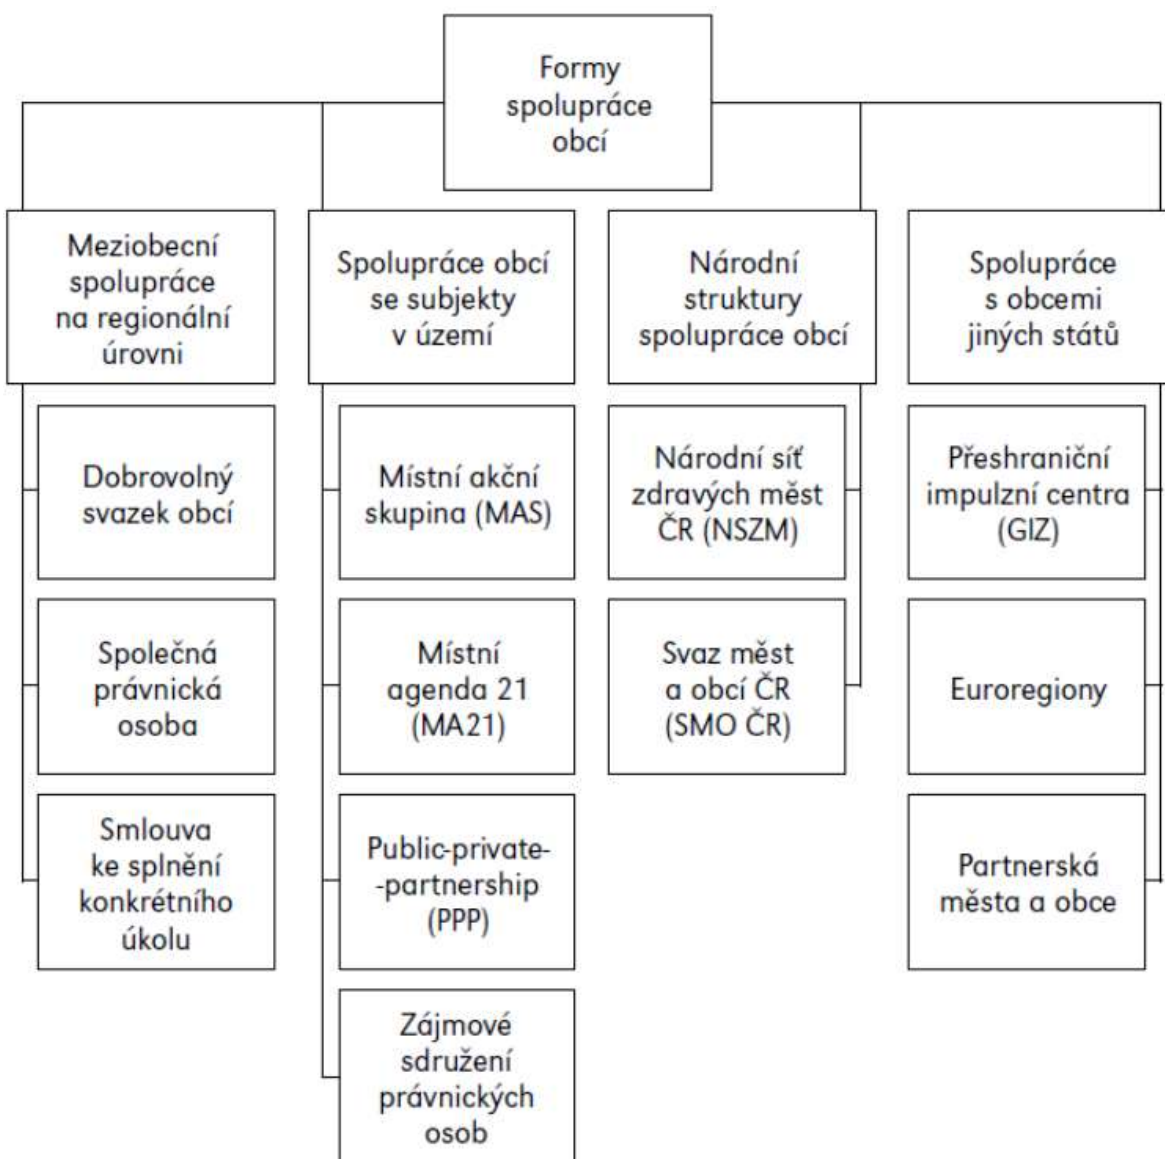 Formy
spolupráce
obcí
Meziobecní
spolupráce
na regionální
úrovni
Dobrovolný
svazek obcí
Společná
právnická
osoba
Smlouva
ke splnění
konkrétního
úkolu
Spolupráce obcí
se subjekty
v území
Místní akční
skupina (MAS)
Místní
agenda 21
(MA21)
Public-private-
-partnership
(PPP)
Zájmové
sdružení
právnických
osob
Národní
struktury
spolupráce obcí
Národní síť
zdravých měst
ČR (NSZM)
Svaz měst
a obcí ČR
(SMO ČR)
Spolupráce
s obcemi
jiných států
Přeshraniční
impulzní centra
(GIZ)
Euroregiony
Partnerská
města a obce